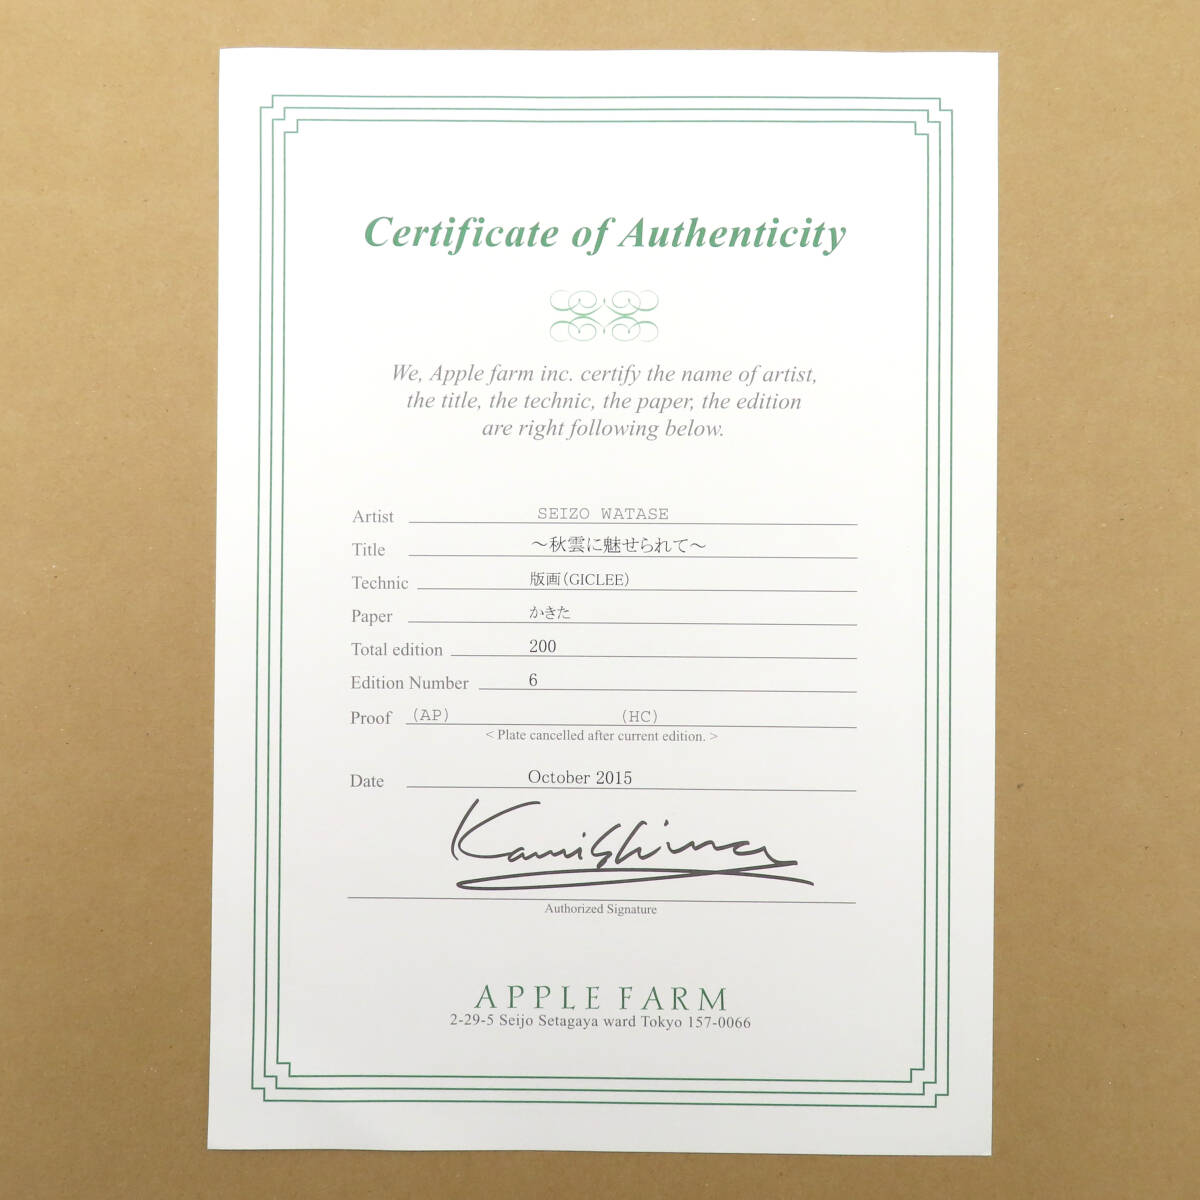 Certificate of Authenticity
We, Apple farm inc. certify the name of artist,
the title, the technic, the paper, the edition
are right following below.
Artist SEIZO WATASE
Title ～秋雲に魅せられて～
Technic 版画(GICLEE)
Paper かきた
Total edition 200
Edition Number 6
Proof (AP) (HC)
< Plate cancelled after current edition. >
Date October 2015
Kamishima
Authorized Signature
APPLE FARM
2-29-5 Seijo Setagaya ward Tokyo 157-0066